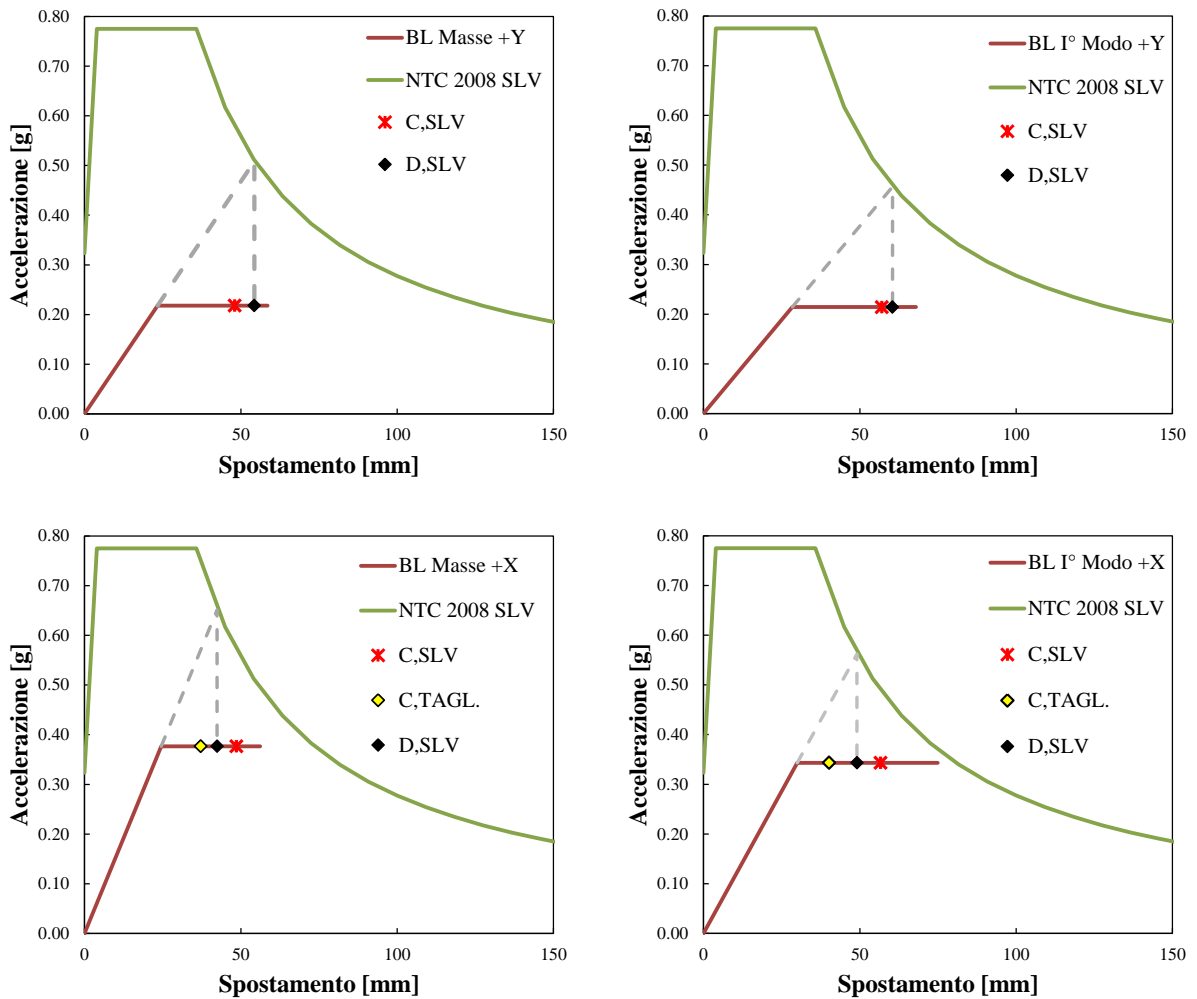 0.80
0.70
0.60
0.50
0.40
0.30
0.20
0.10
0.00
0
50
100
150
Accelerazione [g]
Spostamento [mm]
BL Masse +Y
NTC 2008 SLV
C,SLV
D,SLV
0.80
0.70
0.60
0.50
0.40
0.30
0.20
0.10
0.00
0
50
100
150
Accelerazione [g]
Spostamento [mm]
BL I° Modo +Y
NTC 2008 SLV
C,SLV
D,SLV
0.80
0.70
0.60
0.50
0.40
0.30
0.20
0.10
0.00
0
50
100
150
Accelerazione [g]
Spostamento [mm]
BL Masse +X
NTC 2008 SLV
C,SLV
C,TAGL.
D,SLV
0.80
0.70
0.60
0.50
0.40
0.30
0.20
0.10
0.00
0
50
100
150
Accelerazione [g]
Spostamento [mm]
BL I° Modo +X
NTC 2008 SLV
C,SLV
C,TAGL.
D,SLV